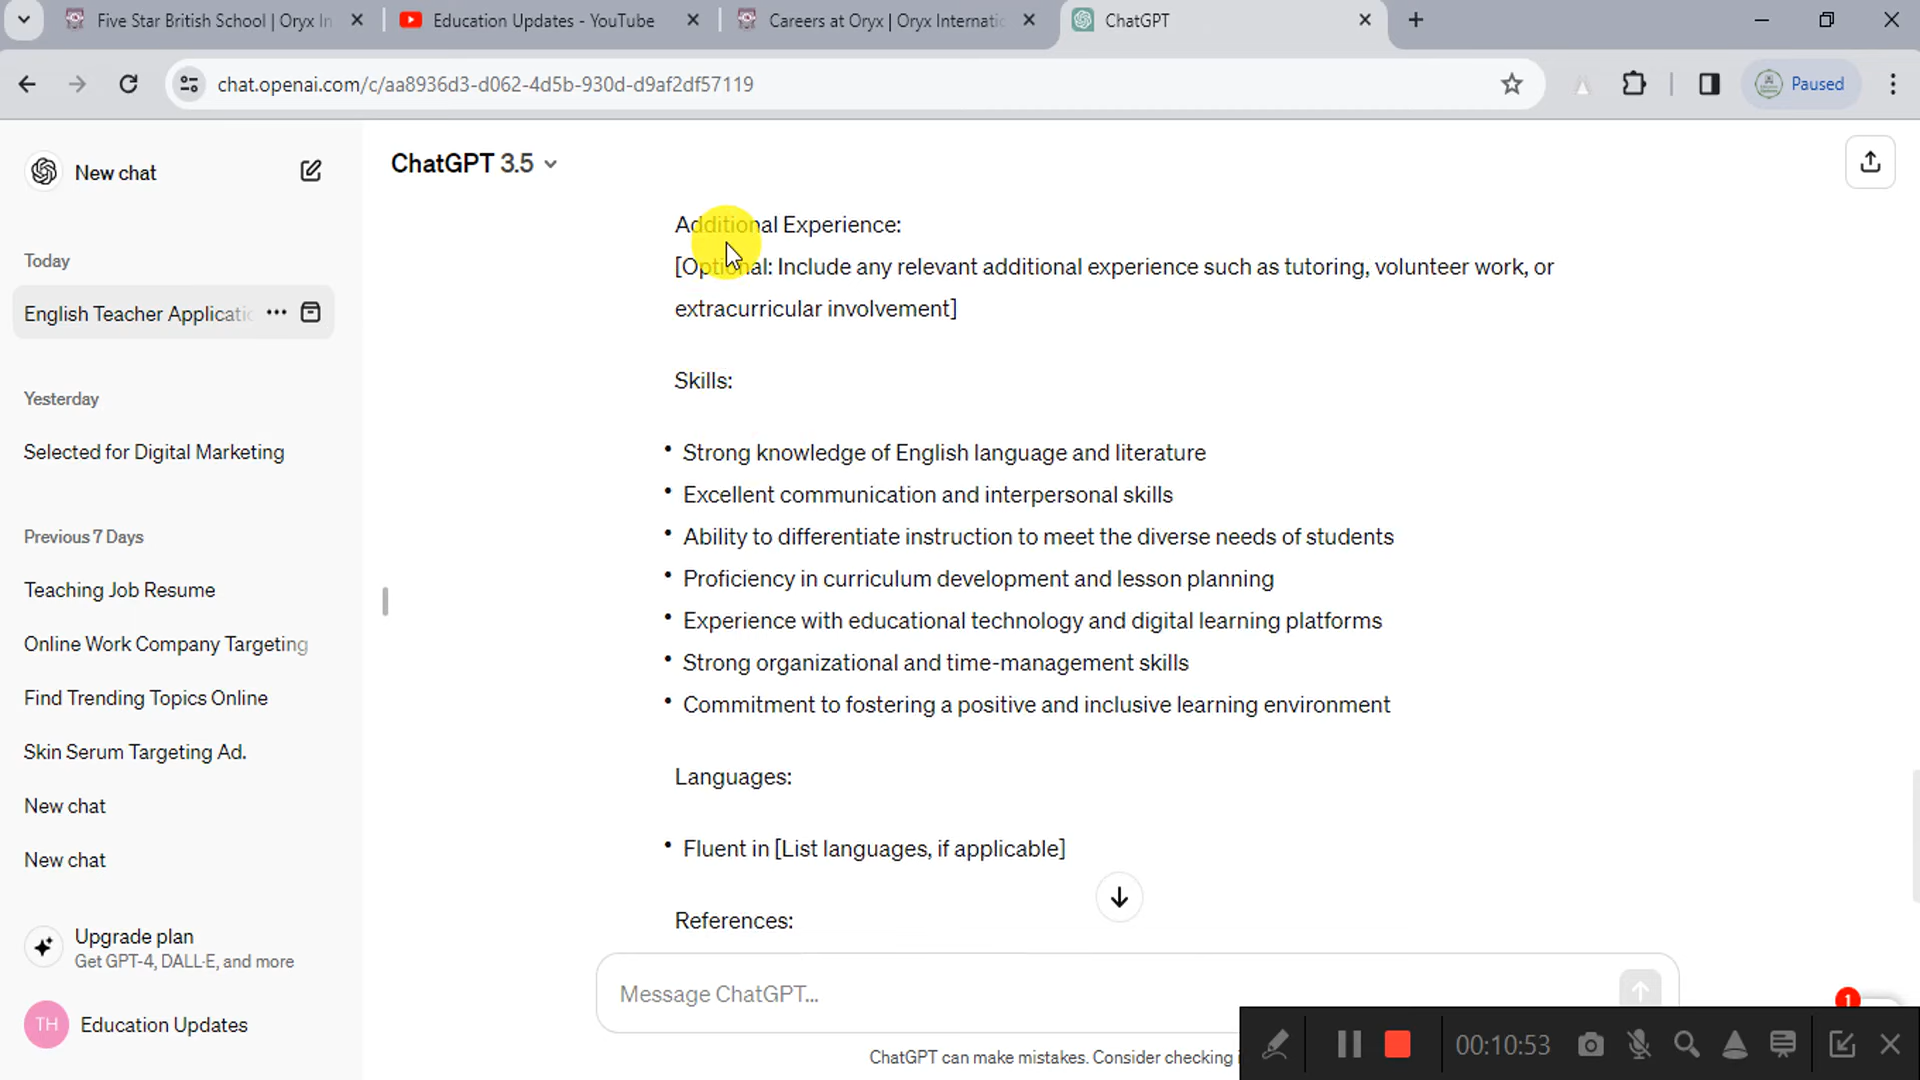 Five Star British School | Oryx In
Education Updates - YouTube
Careers at Oryx | Oryx Internatio
ChatGPT
chat.openai.com/c/aa8936d3-d062-4d5b-930d-d9af2df57119
Paused
New chat
ChatGPT 3.5
Today
English Teacher Applicatio
Yesterday
Selected for Digital Marketing
Previous 7 Days
Teaching Job Resume
Online Work Company Targeting
Find Trending Topics Online
Skin Serum Targeting Ad.
New chat
New chat
Upgrade plan
Get GPT-4, DALL·E, and more
TH
Education Updates
Additional Experience:
[Optional: Include any relevant additional experience such as tutoring, volunteer work, or
extracurricular involvement]
Skills:
• Strong knowledge of English language and literature
• Excellent communication and interpersonal skills
• Ability to differentiate instruction to meet the diverse needs of students
• Proficiency in curriculum development and lesson planning
• Experience with educational technology and digital learning platforms
• Strong organizational and time-management skills
• Commitment to fostering a positive and inclusive learning environment
Languages:
• Fluent in [List languages, if applicable]
References:
Message ChatGPT...
ChatGPT can make mistakes. Consider checking i
1
00:10:53